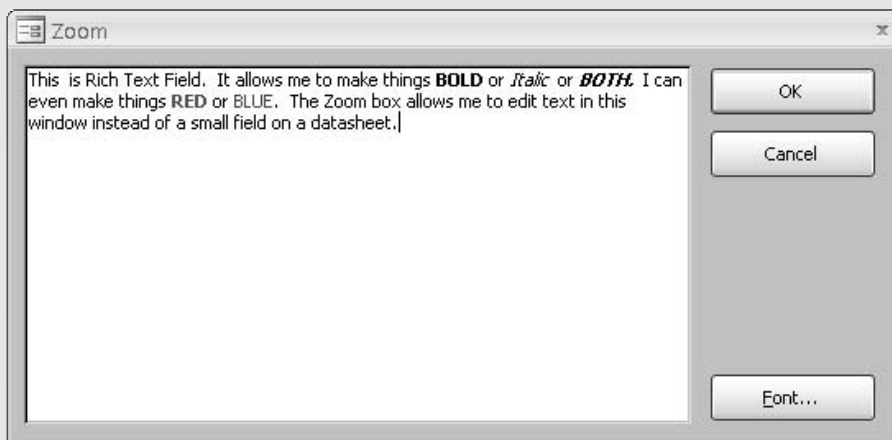 Zoom
x
This  is Rich Text Field.  It allows me to make things BOLD or Italic or BOTH.  I can
even make things RED or BLUE.  The Zoom box allows me to edit text in this
window instead of a small field on a datasheet.
OK
Cancel
Font...